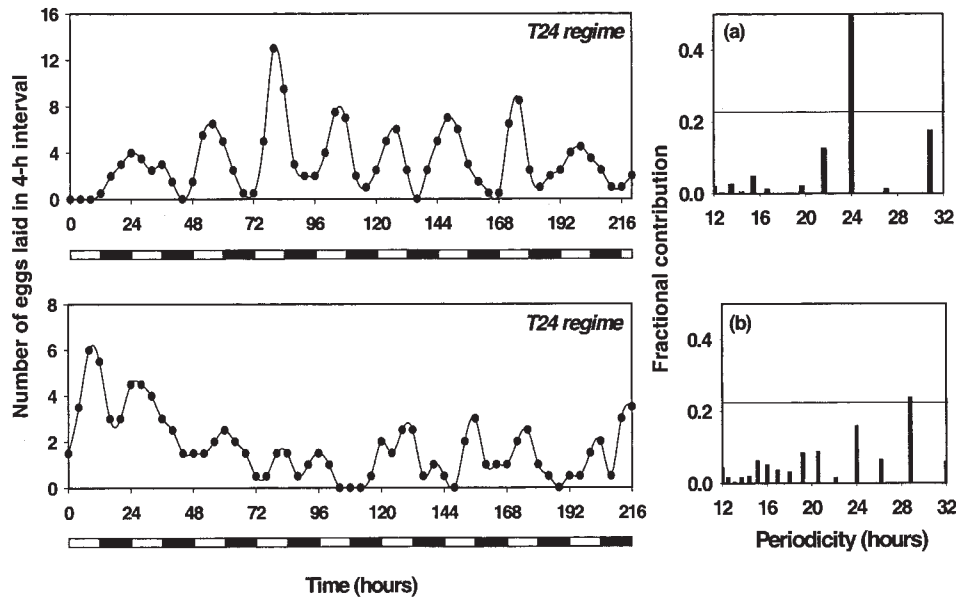 T24 regime
16
12
8
4
0
0 24 48 72 96 120 144 168 192 216
Number of eggs laid in 4-h interval
(a)
0.4
0.2
0.0
12 16 20 24 28 32
Fractional contribution
T24 regime
8
6
4
2
0
0 24 48 72 96 120 144 168 192 216
Time (hours)
(b)
0.4
0.2
0.0
12 16 20 24 28 32
Periodicity (hours)